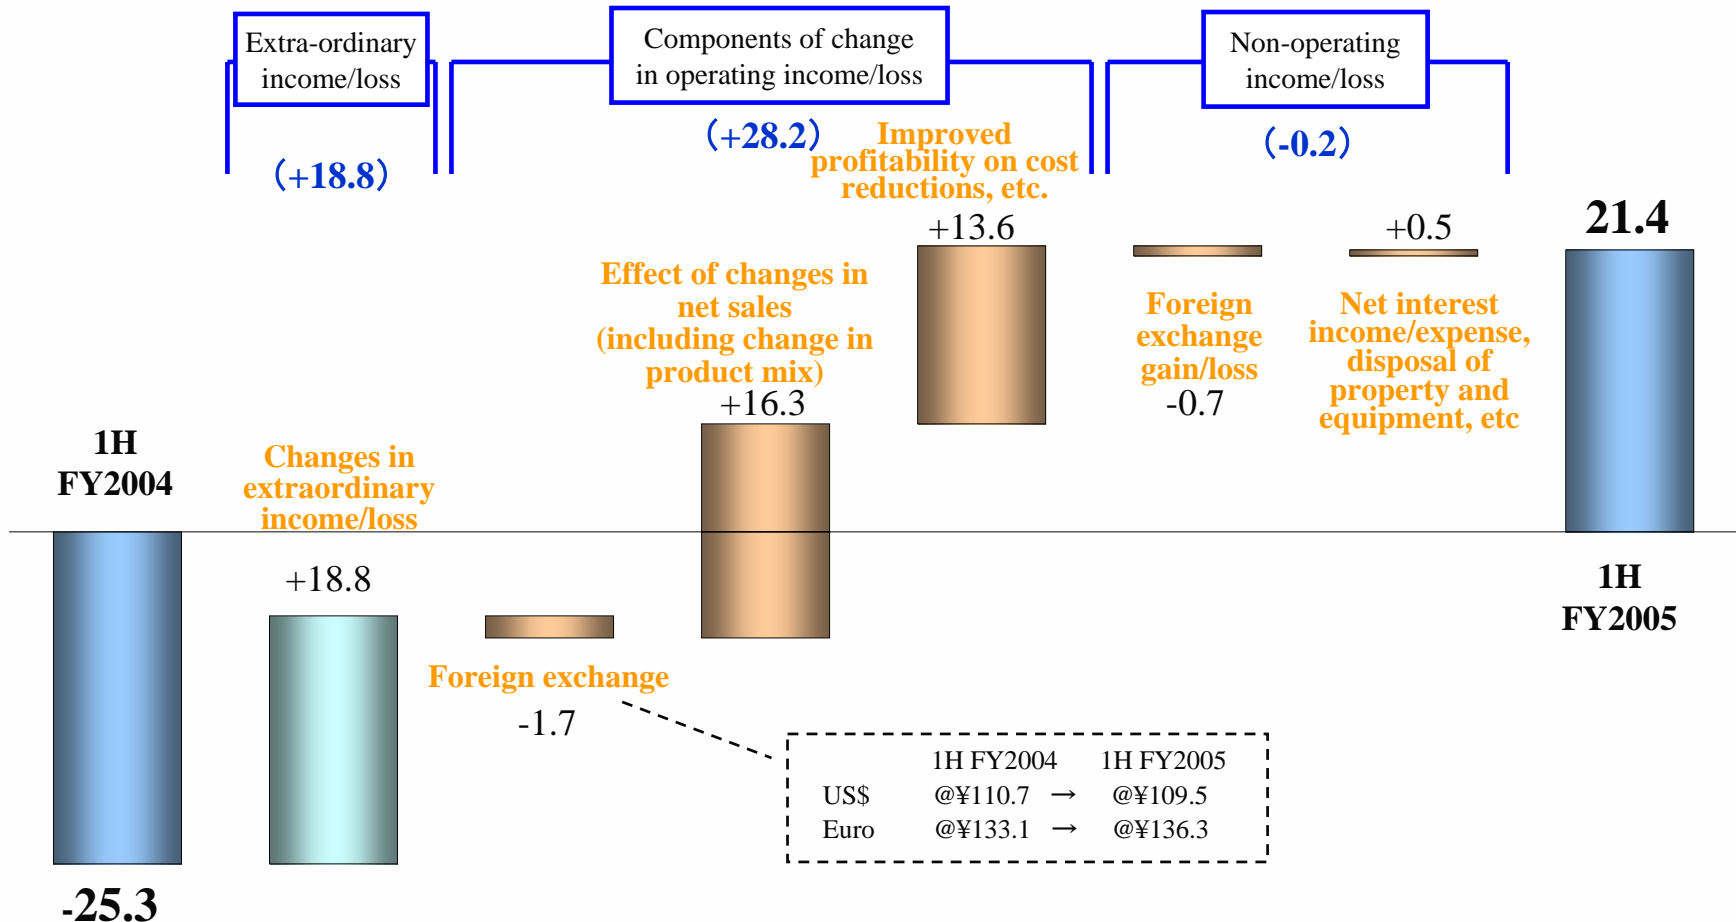 Extra-ordinary
income/loss
(+18.8)
Components of change
in operating income/loss
(+28.2)
Non-operating
income/loss
(-0.2)
1H
FY2004
-25.3
Changes in
extraordinary
income/loss
+18.8
Foreign exchange
-1.7
Effect of changes in
net sales
(including change in
product mix)
+16.3
Improved
profitability on cost
reductions, etc.
+13.6
Foreign
exchange
gain/loss
-0.7
+0.5
Net interest
income/expense,
disposal of
property and
equipment, etc
21.4
1H
FY2005
1H FY2004 1H FY2005
US$ @¥110.7 → @¥109.5
Euro @¥133.1 → @¥136.3